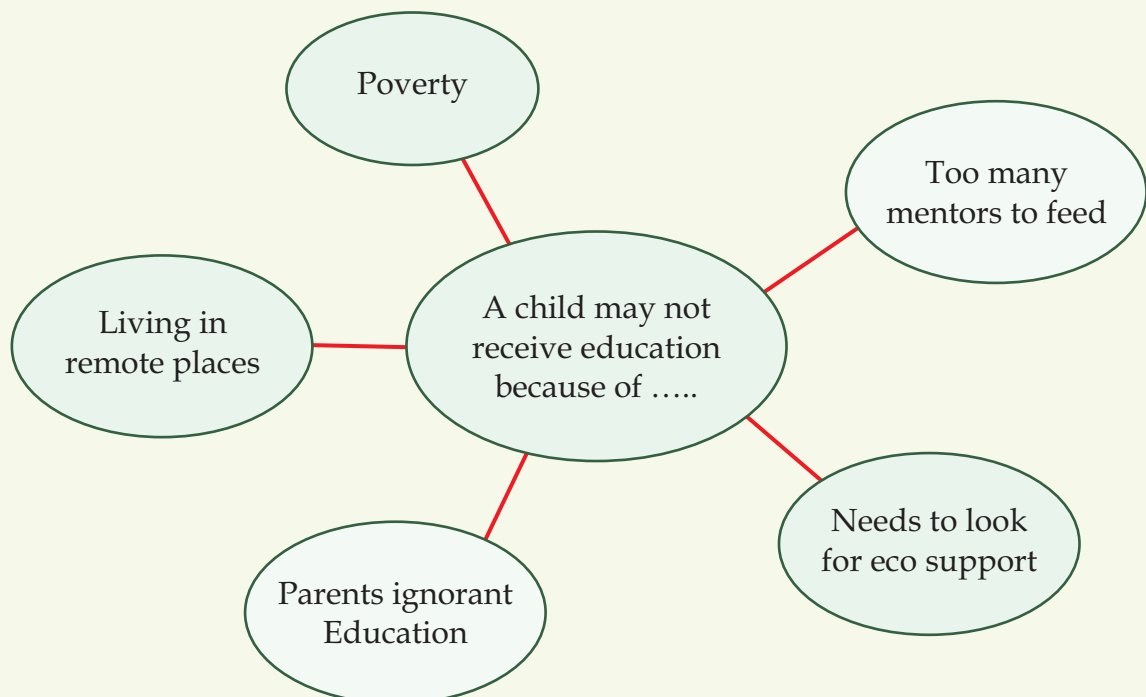 Poverty
Too many
mentors to feed
A child may not
receive education
because of …..
Living in
remote places
Needs to look
for eco support
Parents ignorant
Education